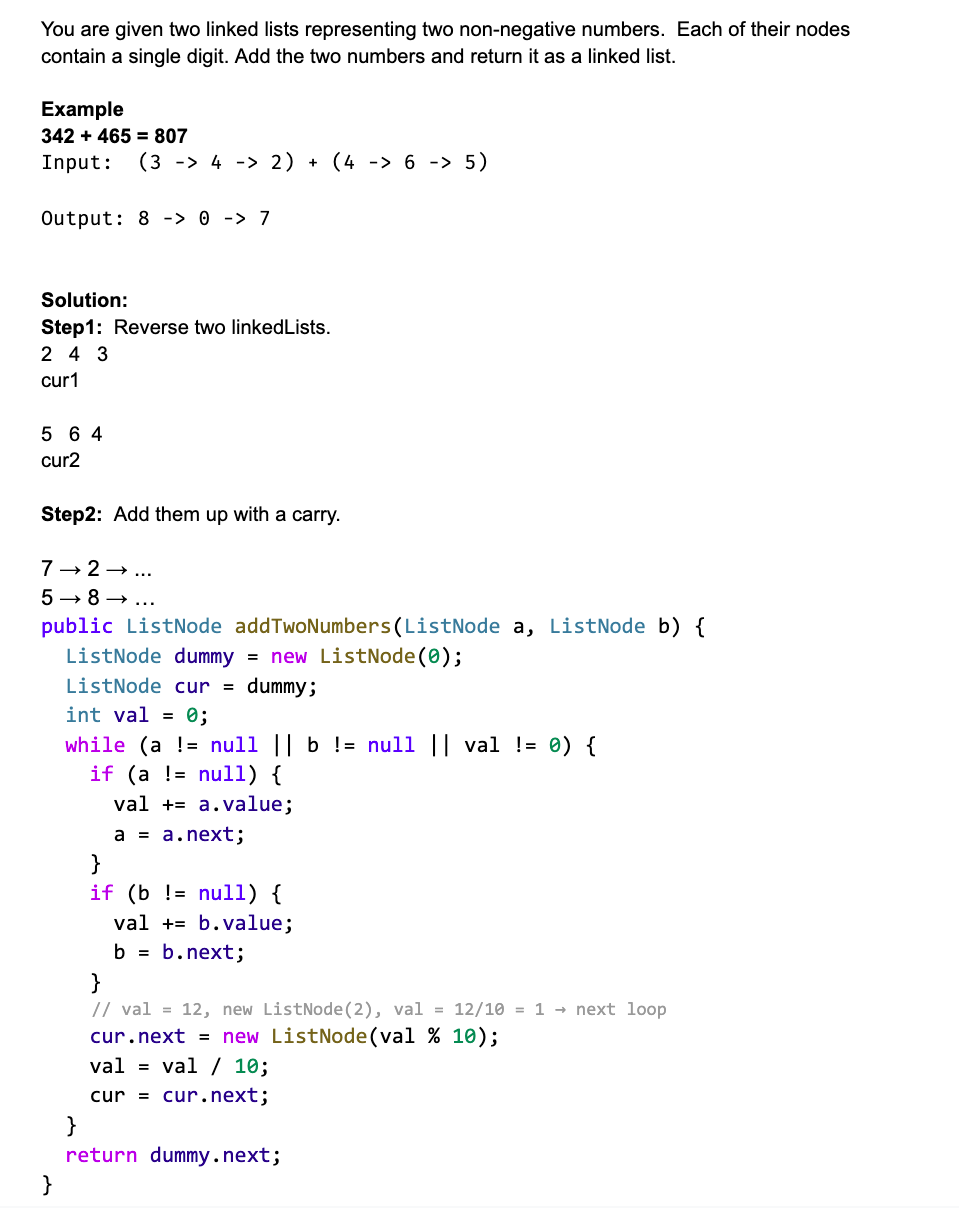 You are given two linked lists representing two non-negative numbers.  Each of their nodes
contain a single digit. Add the two numbers and return it as a linked list.
Example
342 + 465 = 807
Input:  (3 -> 4 -> 2) + (4 -> 6 -> 5)
Output: 8 -> 0 -> 7
Solution:
Step1:  Reverse two linkedLists.
2  4  3
cur1
5  6  4
cur2
Step2:  Add them up with a carry.
7 → 2 → ...
5 → 8 → ...
public ListNode addTwoNumbers(ListNode a, ListNode b) {
  ListNode dummy = new ListNode(0);
  ListNode cur = dummy;
  int val = 0;
  while (a != null || b != null || val != 0) {
    if (a != null) {
      val += a.value;
      a = a.next;
    }
    if (b != null) {
      val += b.value;
      b = b.next;
    }
    // val = 12, new ListNode(2), val = 12/10 = 1 → next loop
    cur.next = new ListNode(val % 10);
    val = val / 10;
    cur = cur.next;
  }
  return dummy.next;
}